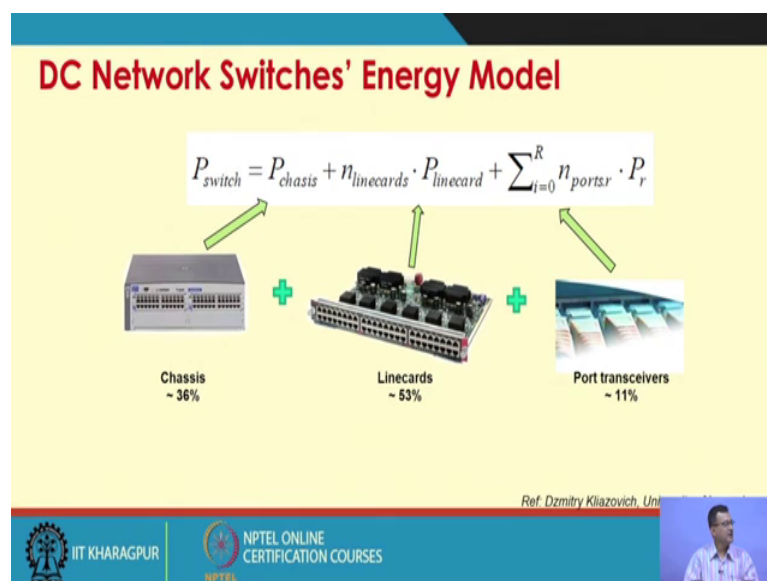 DC Network Switches' Energy Model
P_switch = P_chasis + n_linecards · P_linecard + ∑_{i=0}^{R} n_ports.r · P_r
Chassis
~ 36%
Linecards
~ 53%
Port transceivers
~ 11%
Ref: Dzmitry Kliazovich,
IIT KHARAGPUR
NPTEL ONLINE
CERTIFICATION COURSES
NPTEL